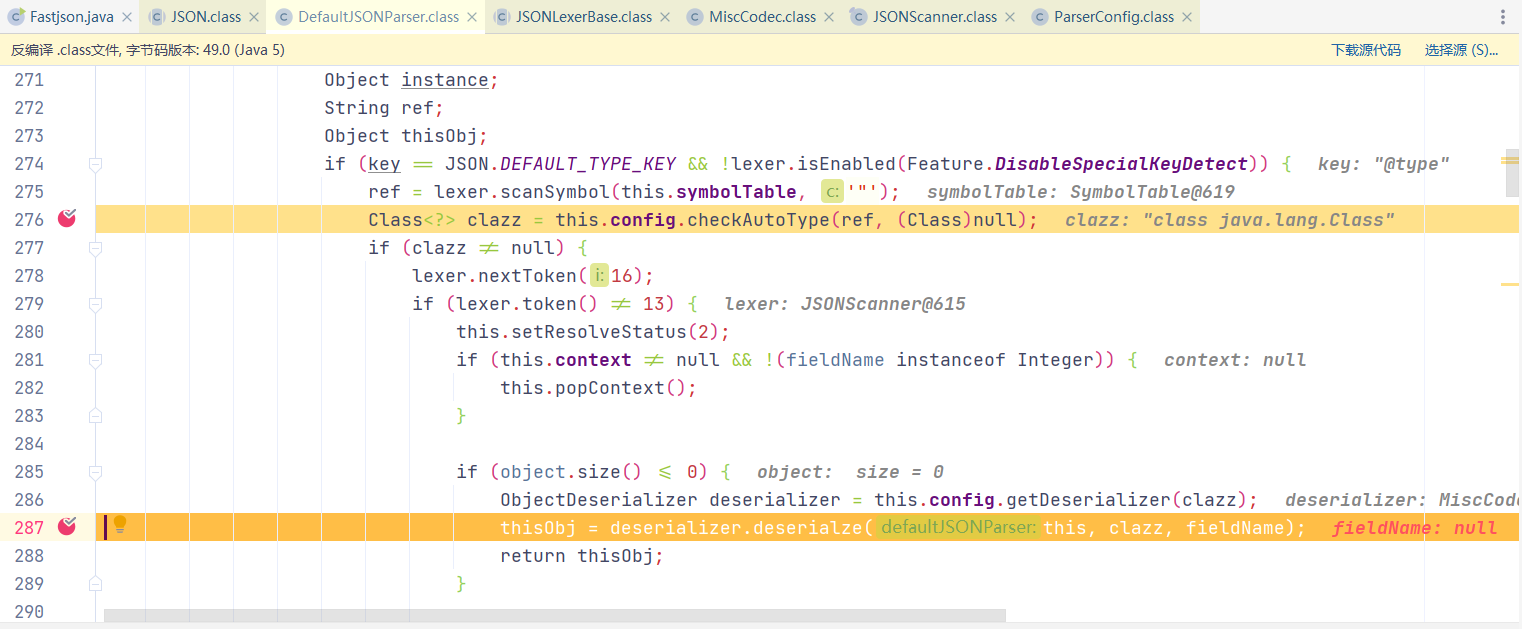 Fastjson.java JSON.class DefaultJSONParser.class JSONLexerBase.class MiscCodec.class JSONScanner.class ParserConfig.class
反编译 .class文件, 字节码版本: 49.0 (Java 5) 下载源代码 选择源 (S)...
271 Object instance;
272 String ref;
273 Object thisObj;
274 if (key == JSON.DEFAULT_TYPE_KEY && !lexer.isEnabled(Feature.DisableSpecialKeyDetect)) { key: "@type"
275 ref = lexer.scanSymbol(this.symbolTable, c: '"'); symbolTable: SymbolTable@619
276 Class<?> clazz = this.config.checkAutoType(ref, (Class)null); clazz: "class java.lang.Class"
277 if (clazz != null) {
278 lexer.nextToken( i: 16);
279 if (lexer.token() != 13) { lexer: JSONScanner@615
280 this.setResolveStatus(2);
281 if (this.context != null && !(fieldName instanceof Integer)) { context: null
282 this.popContext();
283 }
284
285 if (object.size() <= 0) { object: size = 0
286 ObjectDeserializer deserializer = this.config.getDeserializer(clazz); deserializer: MiscCode
287 thisObj = deserializer.deserialze( defaultJSONParser: this, clazz, fieldName); fieldName: null
288 return thisObj;
289 }
290